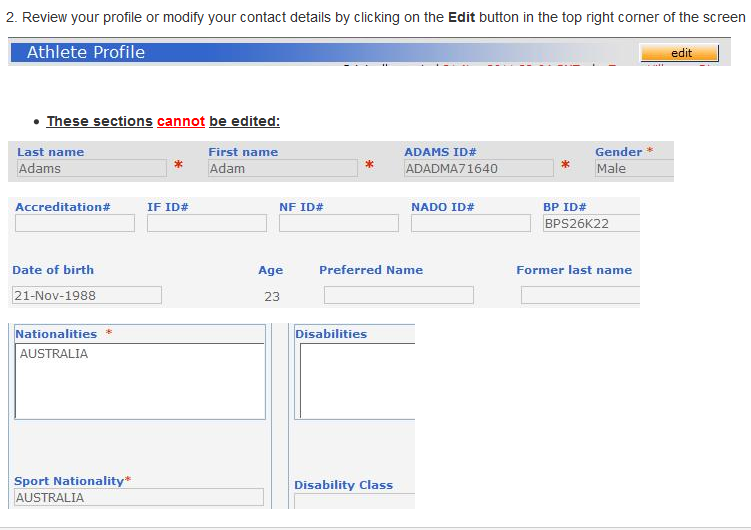 2. Review your profile or modify your contact details by clicking on the Edit button in the top right corner of the screen
Athlete Profile edit
• These sections cannot be edited:
Last name First name ADAMS ID# Gender *
Adams * Adam * ADADMA71640 * Male
Accreditation# IF ID# NF ID# NADO ID# BP ID#
BPS26K22
Date of birth Age Preferred Name Former last name
21-Nov-1988 23
Nationalities * Disabilities
AUSTRALIA
Sport Nationality* Disability Class
AUSTRALIA